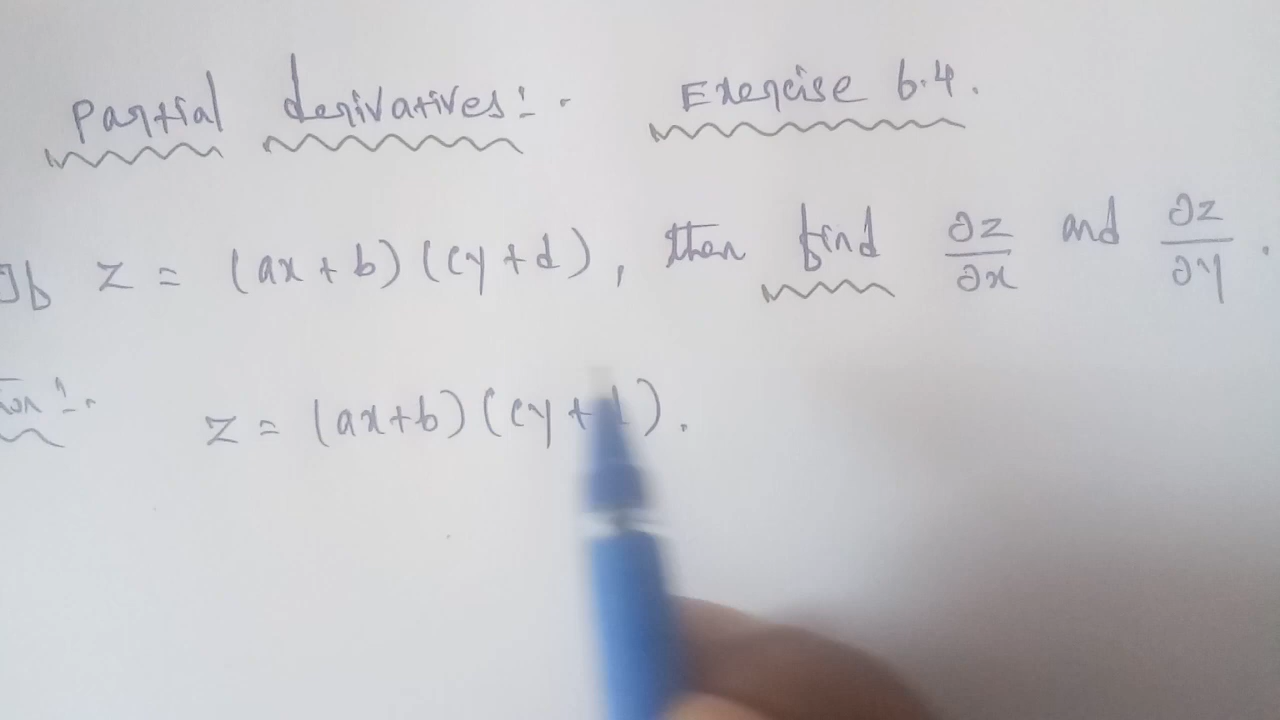 Partial derivatives:- Exercise 6.4.
If z = (ax + b) (cy + d), then find ∂z/∂x and ∂z/∂y.
z = (ax+b) (cy+d).